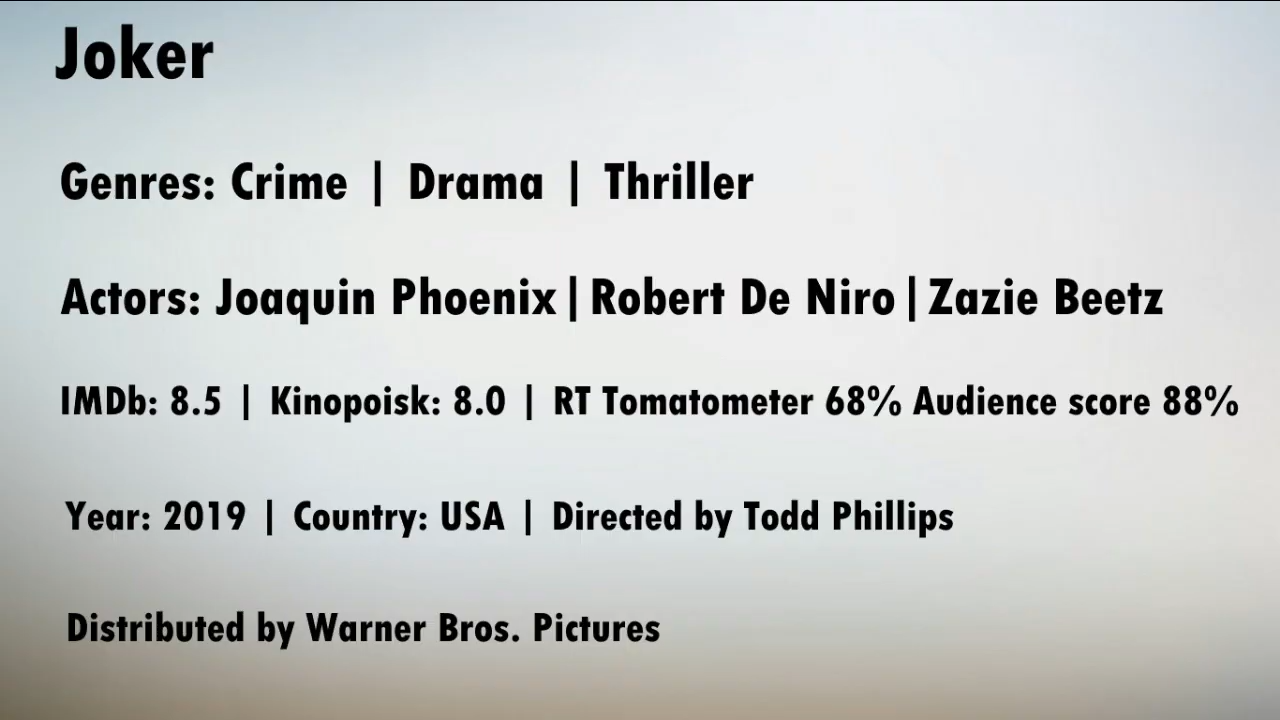 Joker
Genres: Crime | Drama | Thriller
Actors: Joaquin Phoenix|Robert De Niro|Zazie Beetz
IMDb: 8.5 | Kinopoisk: 8.0 | RT Tomatometer 68% Audience score 88%
Year: 2019 | Country: USA | Directed by Todd Phillips
Distributed by Warner Bros. Pictures